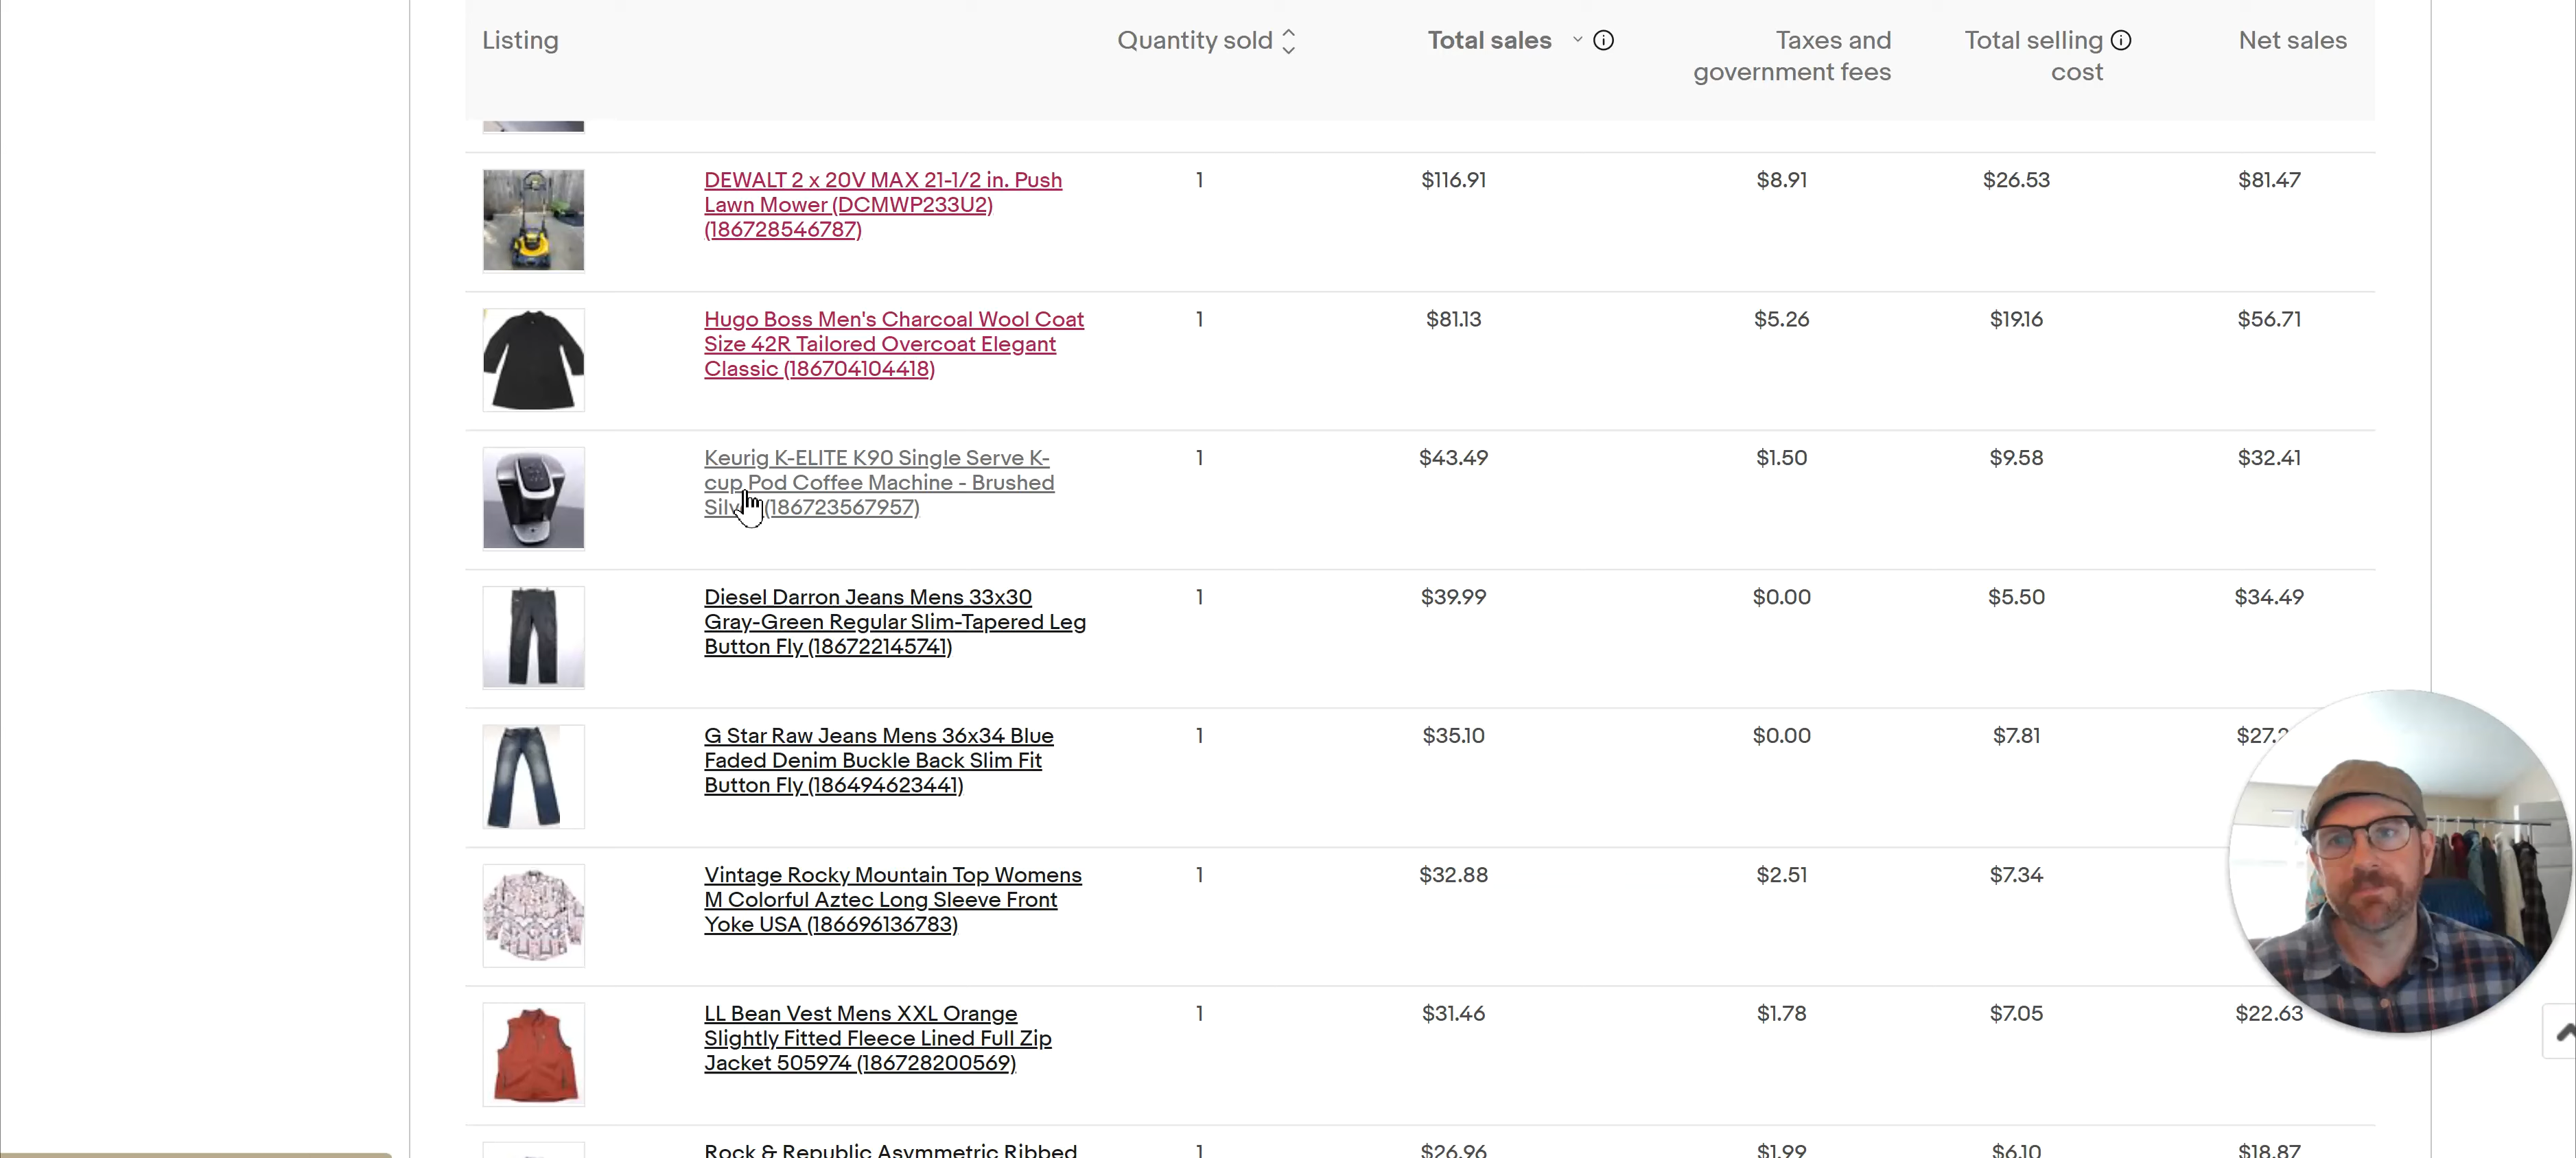 Listing Quantity sold Total sales Taxes and government fees Total selling cost Net sales
DEWALT 2 x 20V MAX 21-1/2 in. Push 1 $116.91 $8.91 $26.53 $81.47
Lawn Mower (DCMWP233U2)
(186728546787)
Hugo Boss Men's Charcoal Wool Coat 1 $81.13 $5.26 $19.16 $56.71
Size 42R Tailored Overcoat Elegant
Classic (186704104418)
Keurig K-ELITE K90 Single Serve K- 1 $43.49 $1.50 $9.58 $32.41
cup Pod Coffee Machine - Brushed
(186723567957)
Diesel Darron Jeans Mens 33x30 1 $39.99 $0.00 $5.50 $34.49
Gray-Green Regular Slim-Tapered Leg
Button Fly (186722145741)
G Star Raw Jeans Mens 36x34 Blue 1 $35.10 $0.00 $7.81
Faded Denim Buckle Back Slim Fit
Button Fly (186494623441)
Vintage Rocky Mountain Top Womens 1 $32.88 $2.51 $7.34
M Colorful Aztec Long Sleeve Front
Yoke USA (186696136783)
LL Bean Vest Mens XXL Orange 1 $31.46 $1.78 $7.05 $22.63
Slightly Fitted Fleece Lined Full Zip
Jacket 505974 (186728200569)
Rock & Republic Asymmetric Ribbed 1 $26.96 $1.99 $6.10 $18.87